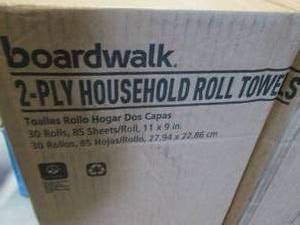 boardwalk.
2-PLY HOUSEHOLD ROLL TOWELS
Toallas Rollo Hogar Dos Capas
30 Rolls, 85 Sheets/Roll, 11 x 9 in.
30 Rollos, 85 Hojas/Rollo, 27.94 x 22.86 cm